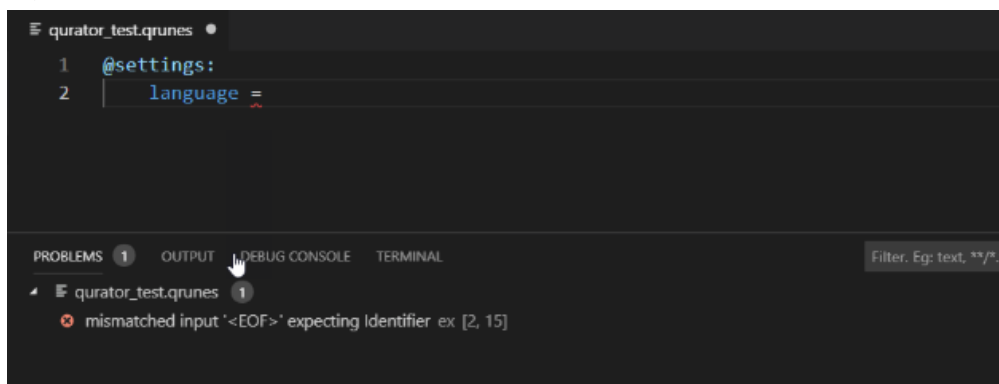 qurator_test.qrunes
1 @settings:
2 language =
PROBLEMS 1 OUTPUT DEBUG CONSOLE TERMINAL Filter. Eg: text, **/*.
qurator_test.qrunes 1
mismatched input '<EOF>' expecting Identifier ex [2, 15]